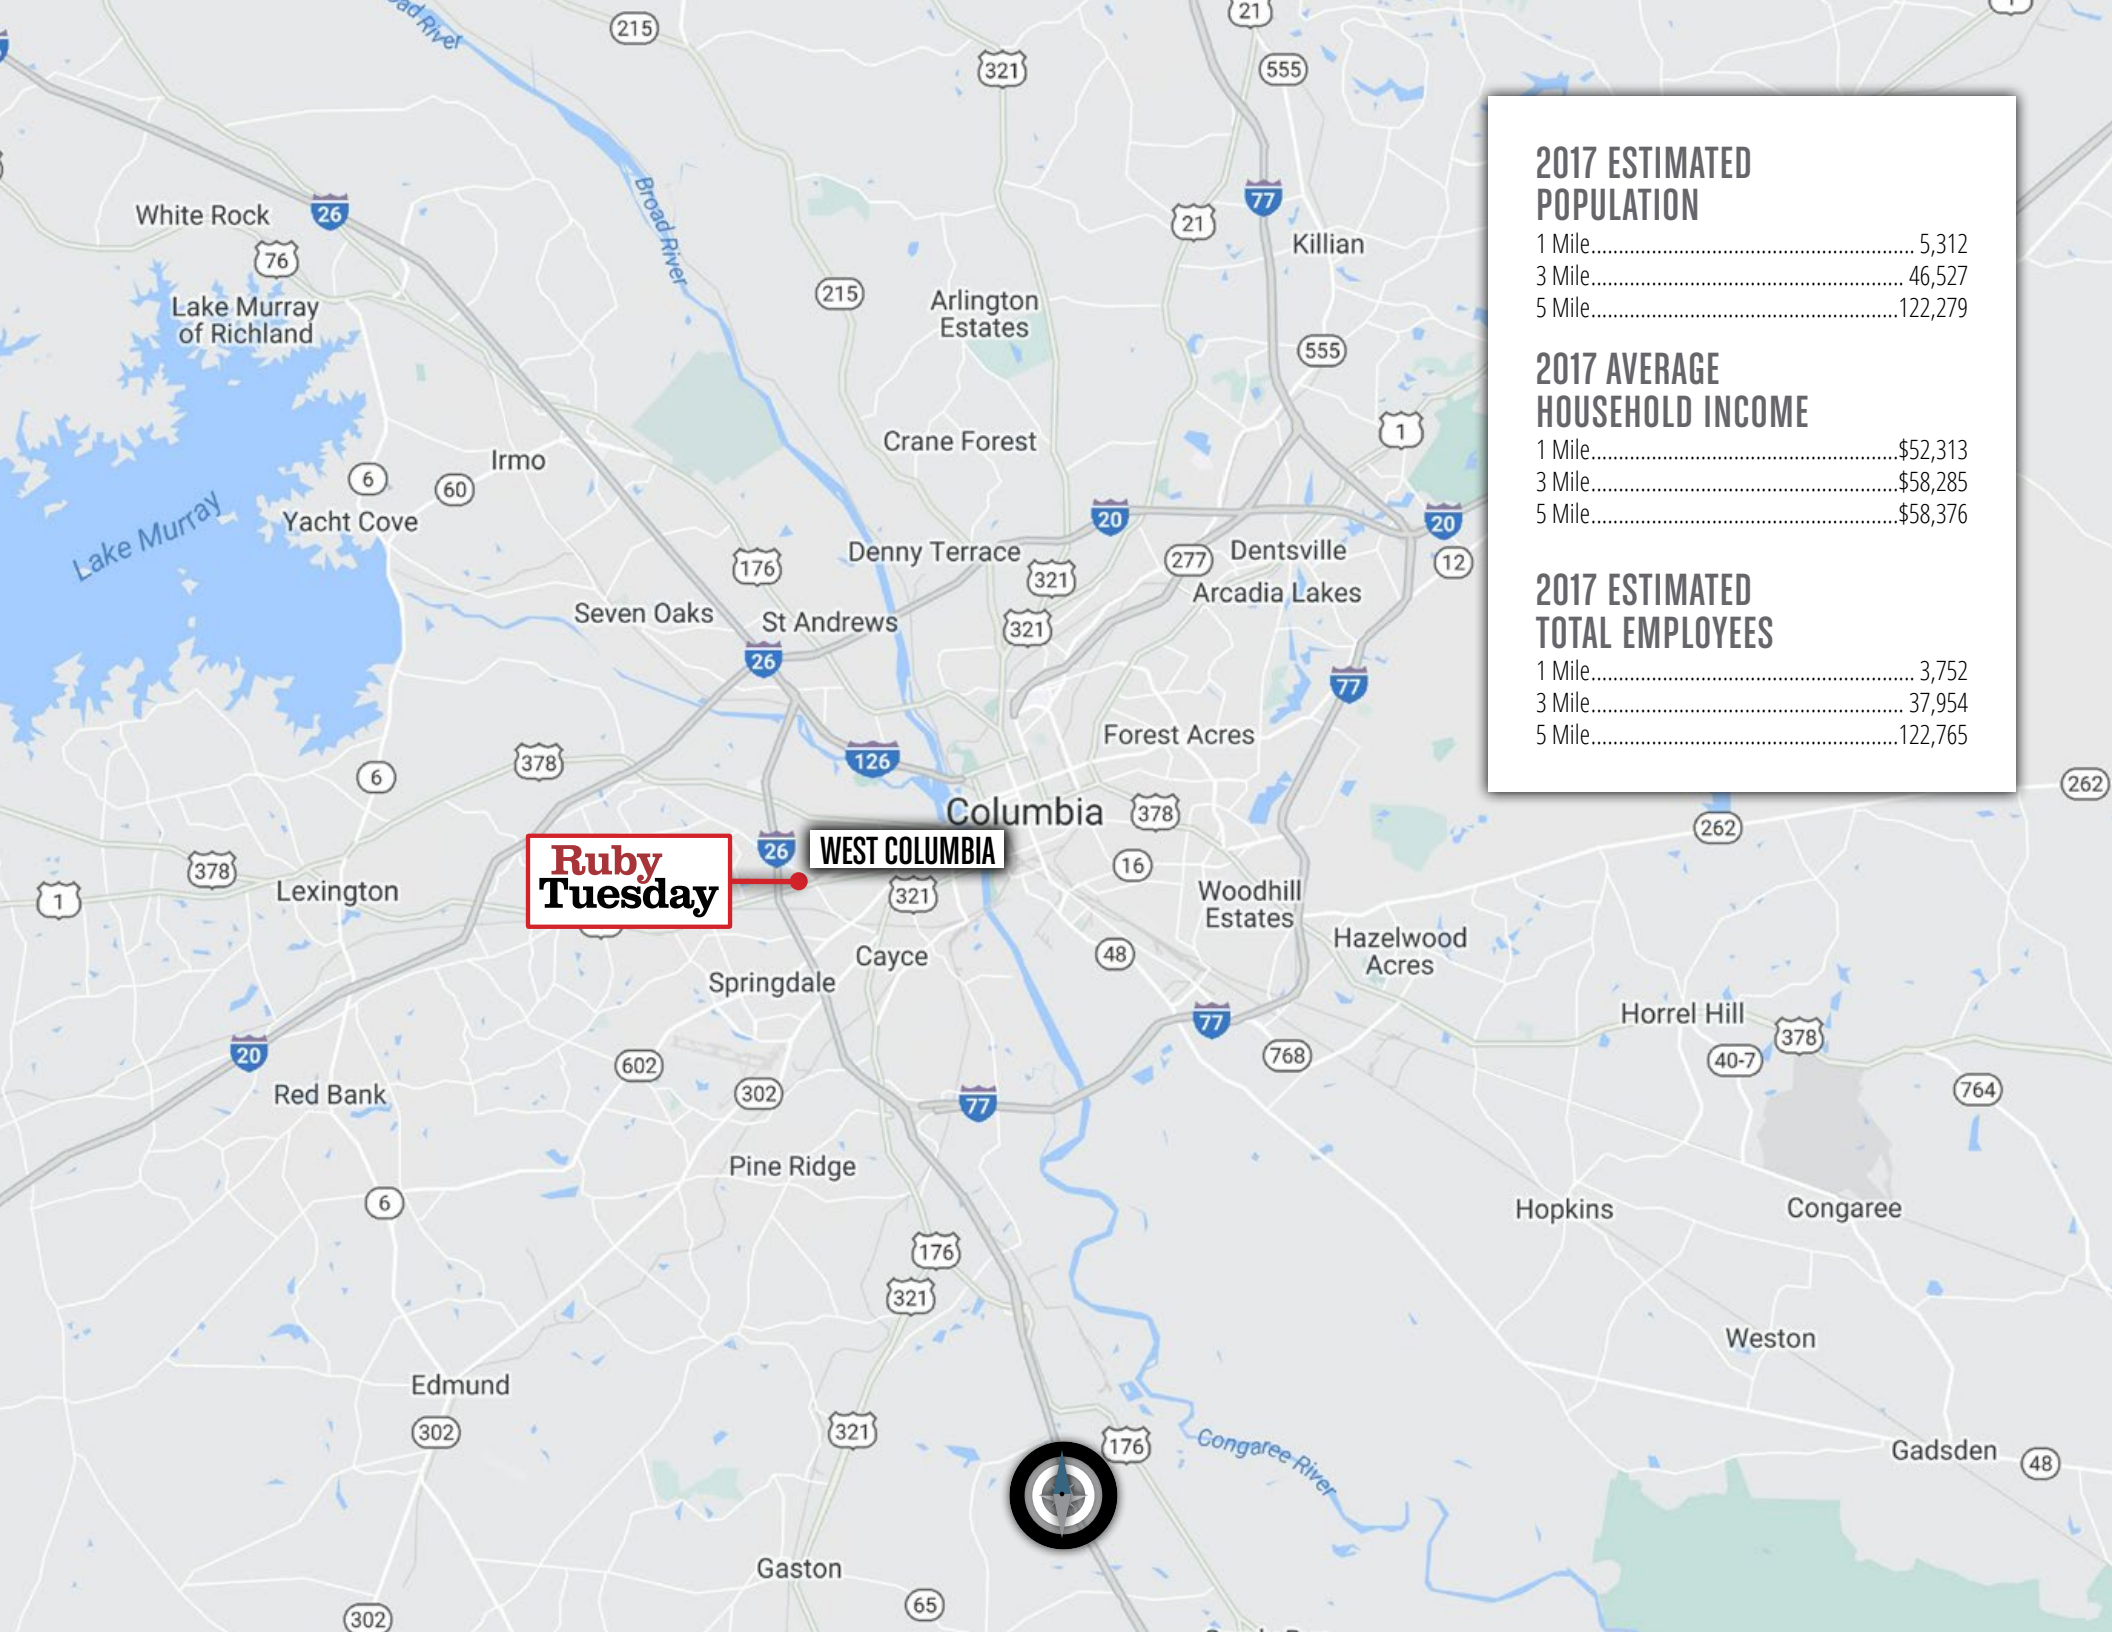 ad River
215
21
321
555
77
White Rock
26
76
Broad River
21
Killian
Lake Murray
of Richland
215
Arlington
Estates
555
1
Crane Forest
Irmo
6
60
Yacht Cove
Lake Murray
20
20
176
Denny Terrace
321
277
Dentsville
12
Arcadia Lakes
Seven Oaks
St Andrews
321
26
77
Forest Acres
378
126
6
Columbia
378
262
262
26
WEST COLUMBIA
Ruby
Tuesday
16
378
1
Lexington
321
Woodhill
Estates
48
Hazelwood
Acres
Cayce
Springdale
77
Horrel Hill
378
20
602
768
40-7
302
764
Red Bank
77
Pine Ridge
6
Hopkins
Congaree
176
321
Weston
Edmund
302
321
176
Congaree River
Gadsden
48
Gaston
65
302
2017 ESTIMATED
POPULATION
1 Mile.......................................................... 5,312
3 Mile........................................................ 46,527
5 Mile.......................................................122,279
2017 AVERAGE
HOUSEHOLD INCOME
1 Mile.......................................................$52,313
3 Mile.......................................................$58,285
5 Mile.......................................................$58,376
2017 ESTIMATED
TOTAL EMPLOYEES
1 Mile.......................................................... 3,752
3 Mile........................................................ 37,954
5 Mile.......................................................122,765